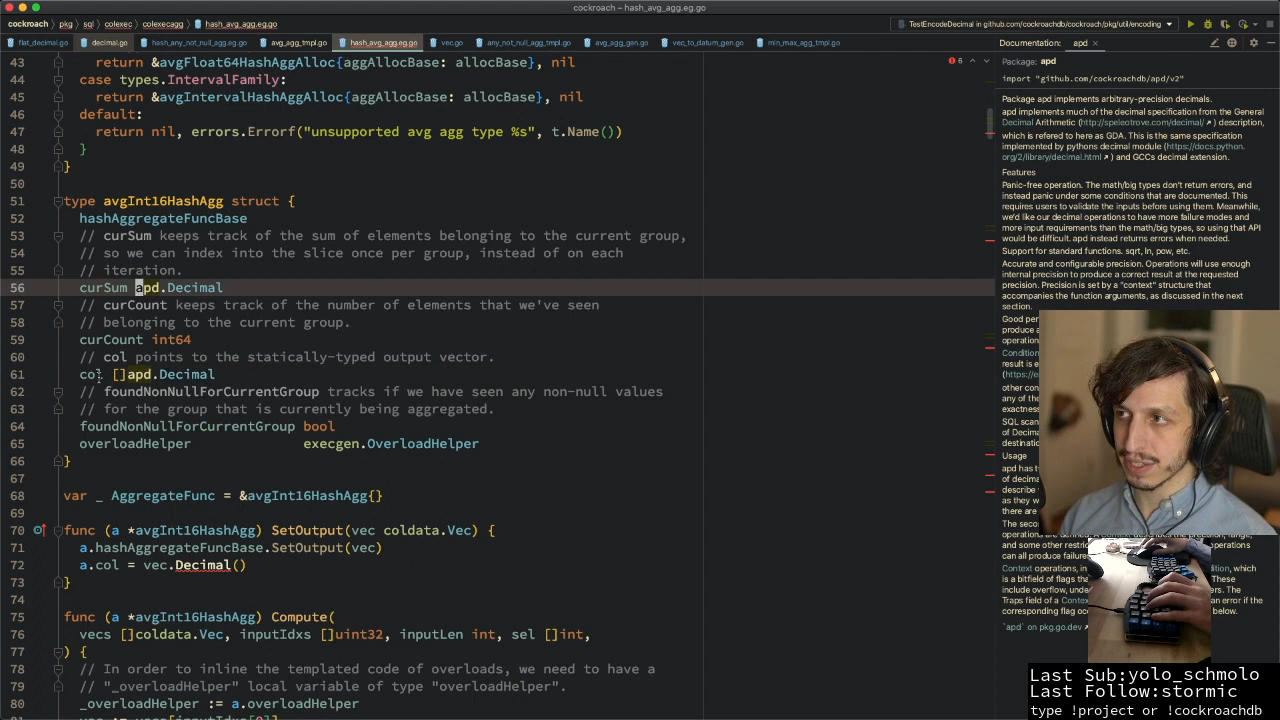 cockroach – hash_avg_agg.eg.go
cockroach › pkg › sql › colexec › colexecagg › hash_avg_agg.eg.go
TestEncodeDecimal in github.com/cockroachdb/cockroach/pkg/util/encoding
flat_decimal.go decimal.go hash_any_not_null_agg.eg.go avg_agg_tmpl.go hash_avg_agg.eg.go vec.go any_not_null_agg_tmpl.go avg_agg_gen.go vec_to_datum_gen.go min_max_agg_tmpl.go
Documentation: apd ×
43 return &avgFloat64HashAggAlloc{aggAllocBase: allocBase}, nil
44 case types.IntervalFamily:
45 return &avgIntervalHashAggAlloc{aggAllocBase: allocBase}, nil
46 default:
47 return nil, errors.Errorf("unsupported avg agg type %s", t.Name())
48 }
49 }
50
51 type avgInt16HashAgg struct {
52 hashAggregateFuncBase
53 // curSum keeps track of the sum of elements belonging to the current group,
54 // so we can index into the slice once per group, instead of on each
55 // iteration.
56 curSum apd.Decimal
57 // curCount keeps track of the number of elements that we've seen
58 // belonging to the current group.
59 curCount int64
60 // col points to the statically-typed output vector.
61 col []apd.Decimal
62 // foundNonNullForCurrentGroup tracks if we have seen any non-null values
63 // for the group that is currently being aggregated.
64 foundNonNullForCurrentGroup bool
65 overloadHelper execgen.OverloadHelper
66 }
67
68 var _ AggregateFunc = &avgInt16HashAgg{}
69
70 func (a *avgInt16HashAgg) SetOutput(vec coldata.Vec) {
71 a.hashAggregateFuncBase.SetOutput(vec)
72 a.col = vec.Decimal()
73 }
74
75 func (a *avgInt16HashAgg) Compute(
76 vecs []coldata.Vec, inputIdxs []uint32, inputLen int, sel []int,
77 ) {
78 // In order to inline the templated code of overloads, we need to have a
79 // "_overloadHelper" local variable of type "overloadHelper".
80 _overloadHelper := a.overloadHelper
6
Package: apd
import "github.com/cockroachdb/apd/v2"
Package apd implements arbitrary-precision decimals.
apd implements much of the decimal specification from the General
Decimal Arithmetic (http://speleotrove.com/decimal/↗) description,
which is refered to here as GDA. This is the same specification
implemented by pythons decimal module (https://docs.python.
org/2/library/decimal.html↗) and GCCs decimal extension.
Features
Panic-free operation. The math/big types don't return errors, and
instead panic under some conditions that are documented. This
requires users to validate the inputs before using them. Meanwhile,
we'd like our decimal operations to have more failure modes and
more input requirements than the math/big types, so using that API
would be difficult. apd instead returns errors when needed.
Support for standard functions. sqrt, ln, pow, etc.
Accurate and configurable precision. Operations will use enough
internal precision to produce a correct result at the requested
precision. Precision is set by a "context" structure that
accompanies the function arguments, as discussed in the next
section.
Good per
produce a
operation
Condition
result is e
(https://e
other con
any of the
exactness
SQL scan
of Decima
destinatio
Usage
apd has t
of decima
describe
as they w
there are
The secon
and some
can all produce failure
Context operations, in
is a bitfield of flags tha
include overflow, unde
Traps field of a Contex
corresponding flag occ
`apd` on pkg.go.dev↗
Last Sub:yolo_schmolo
Last Follow:stormic
type !project or !cockroachdb